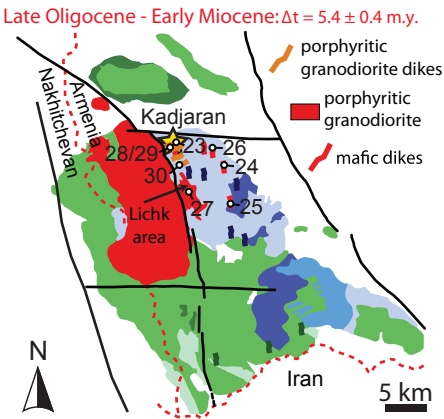 Late Oligocene - Early Miocene: Δt = 5.4 ± 0.4 m.y.
porphyritic
granodiorite dikes
porphyritic
granodiorite
mafic dikes
Armenia
Nakhitchevan
Kadjaran
23
26
28/29
24
30
27
25
Lichk
area
N
Iran
5 km